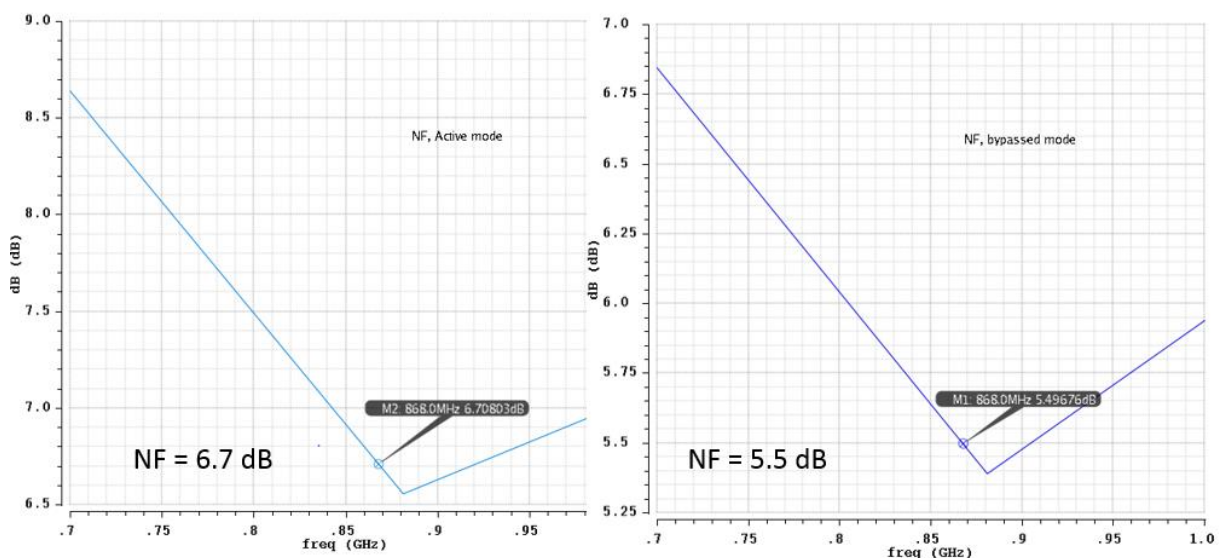 9.0
8.5
8.0
7.5
7.0
6.5
dB (dB)
NF, Active mode
M2: 868.0MHz 6.70803dB
NF = 6.7 dB
.7
.75
.8
.85
.9
.95
freq (GHz)
7.0
6.75
6.5
6.25
6.0
5.75
5.5
5.25
dB (dB)
NF, bypassed mode
M1: 868.0MHz 5.49676dB
NF = 5.5 dB
.7
.75
.8
.85
.9
.95
1.0
freq (GHz)